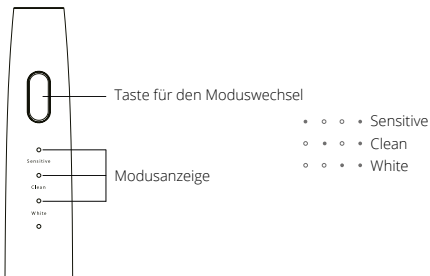 Taste für den Moduswechsel
Sensitive
Clean
White
Modusanzeige
Sensitive
Clean
White